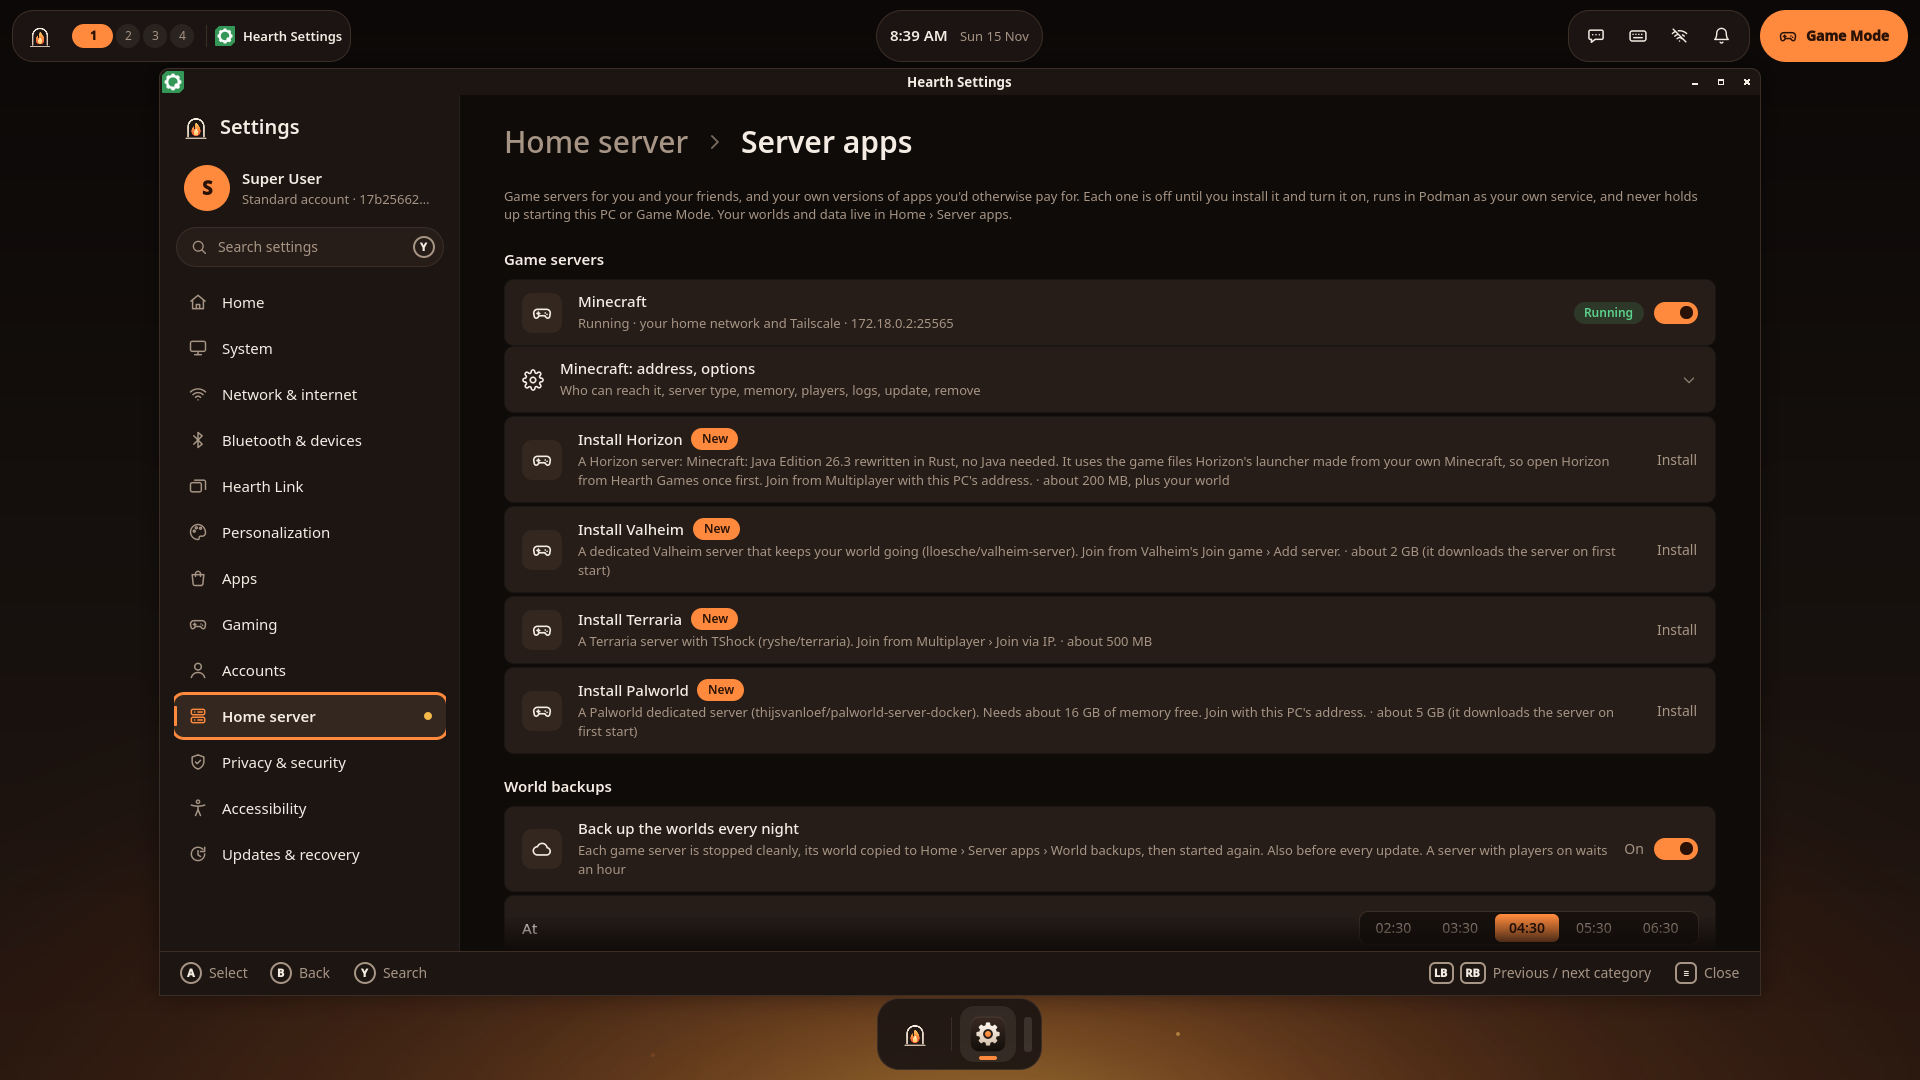 1 2 3 4 Hearth Settings
8:39 AM Sun 15 Nov
Game Mode
Hearth Settings
Settings
S
Super User
Standard account · 17b25662...
Search settings Y
Home
System
Network & internet
Bluetooth & devices
Hearth Link
Personalization
Apps
Gaming
Accounts
Home server
Privacy & security
Accessibility
Updates & recovery
Home server › Server apps
Game servers for you and your friends, and your own versions of apps you'd otherwise pay for. Each one is off until you install it and turn it on, runs in Podman as your own service, and never holds
up starting this PC or Game Mode. Your worlds and data live in Home › Server apps.
Game servers
Minecraft
Running · your home network and Tailscale · 172.18.0.2:25565
Running
Minecraft: address, options
Who can reach it, server type, memory, players, logs, update, remove
Install Horizon New
A Horizon server: Minecraft: Java Edition 26.3 rewritten in Rust, no Java needed. It uses the game files Horizon's launcher made from your own Minecraft, so open Horizon
from Hearth Games once first. Join from Multiplayer with this PC's address. · about 200 MB, plus your world
Install
Install Valheim New
A dedicated Valheim server that keeps your world going (lloesche/valheim-server). Join from Valheim's Join game › Add server. · about 2 GB (it downloads the server on first
start)
Install
Install Terraria New
A Terraria server with TShock (ryshe/terraria). Join from Multiplayer › Join via IP. · about 500 MB
Install
Install Palworld New
A Palworld dedicated server (thijsvanloef/palworld-server-docker). Needs about 16 GB of memory free. Join with this PC's address. · about 5 GB (it downloads the server on
first start)
Install
World backups
Back up the worlds every night
Each game server is stopped cleanly, its world copied to Home › Server apps › World backups, then started again. Also before every update. A server with players on waits
an hour
On
At
02:30 03:30 04:30 05:30 06:30
A Select B Back Y Search
LB RB Previous / next category Close